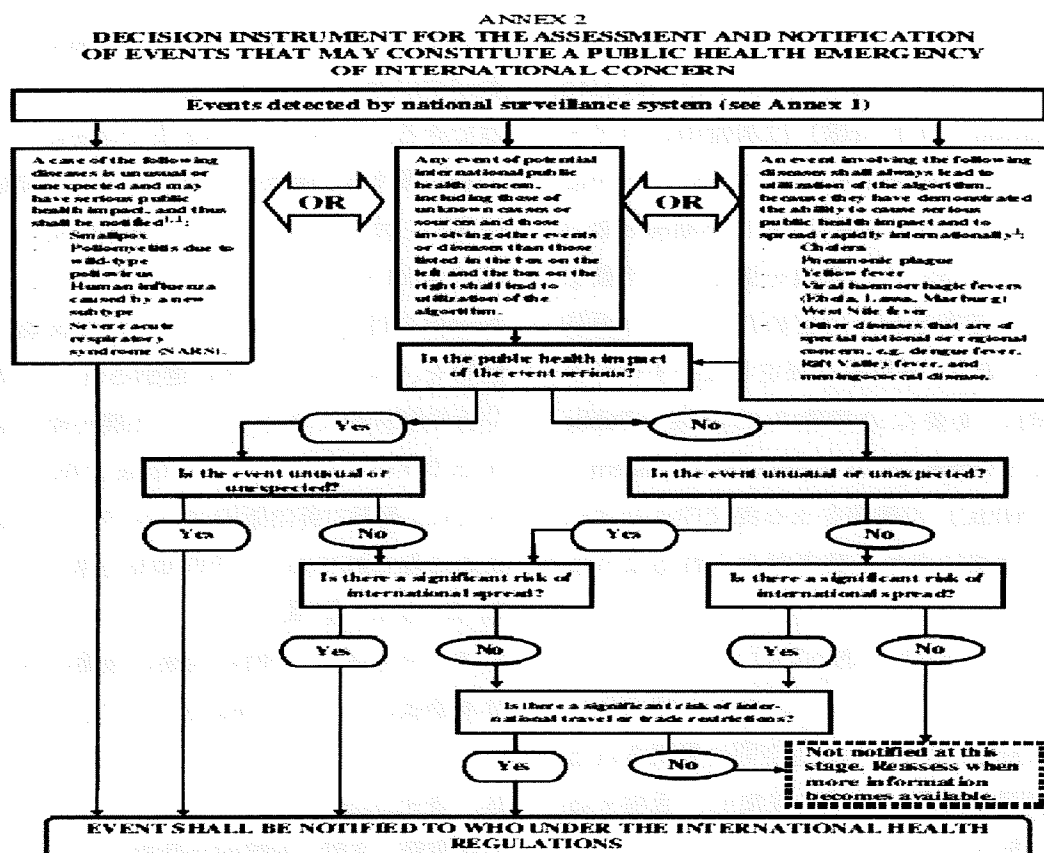 ANNEX 2
DECISION INSTRUMENT FOR THE ASSESSMENT AND NOTIFICATION
OF EVENTS THAT MAY CONSTITUTE A PUBLIC HEALTH EMERGENCY
OF INTERNATIONAL CONCERN
Events detected by national surveillance system (see Annex 1)
A case of the following
diseases is unusual or
unexpected and may
have serious public
health impact, and thus
shall be notified¹,²:
Smallpox
Poliomyelitis due to
wild-type
poliovirus
Human influenza
caused by a new
subtype
Severe acute
respiratory
syndrome (SARS).
OR
Any event of potential
international public
health concern,
including those of
unknown causes or
sources and those
involving other events
or diseases than those
listed in the box on the
left and the box on the
right shall lead to
utilization of the
algorithm.
OR
An event involving the following
diseases shall always lead to
utilization of the algorithm,
because they have demonstrated
the ability to cause serious
public health impact and to
spread rapidly internationally²:
Cholera
Pneumonic plague
Yellow fever
Viral haemorrhagic fevers
(Ebola, Lassa, Marburg)
West Nile fever
Other diseases that are of
special national or regional
concern, e.g. dengue fever,
Rift Valley fever, and
meningococcal disease.
Is the public health impact
of the event serious?
Yes
No
Is the event unusual or
unexpected?
Is the event unusual or unexpected?
Yes
No
Yes
No
Is there a significant risk of
international spread?
Is there a significant risk of
international spread?
Yes
No
Yes
No
Is there a significant risk of inter-
national travel or trade restrictions?
Yes
No
Not notified at this
stage. Reassess when
more information
becomes available.
EVENT SHALL BE NOTIFIED TO WHO UNDER THE INTERNATIONAL HEALTH
REGULATIONS